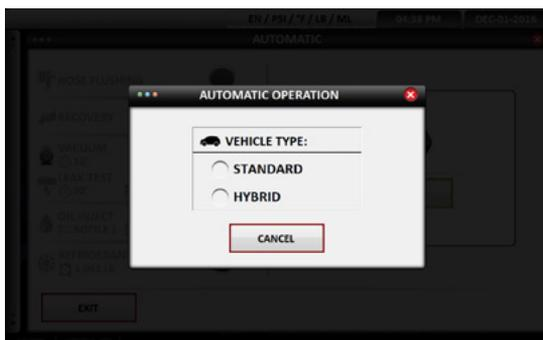 EN / PSI / °F / LB / ML
04:38 PM
DEC-01-2016
AUTOMATIC
HOSE FLUSHING
RECOVERY
VACUUM
LEAK TEST
OIL INJECT
REFRIGERAN
EXIT
AUTOMATIC OPERATION
VEHICLE TYPE:
STANDARD
HYBRID
CANCEL